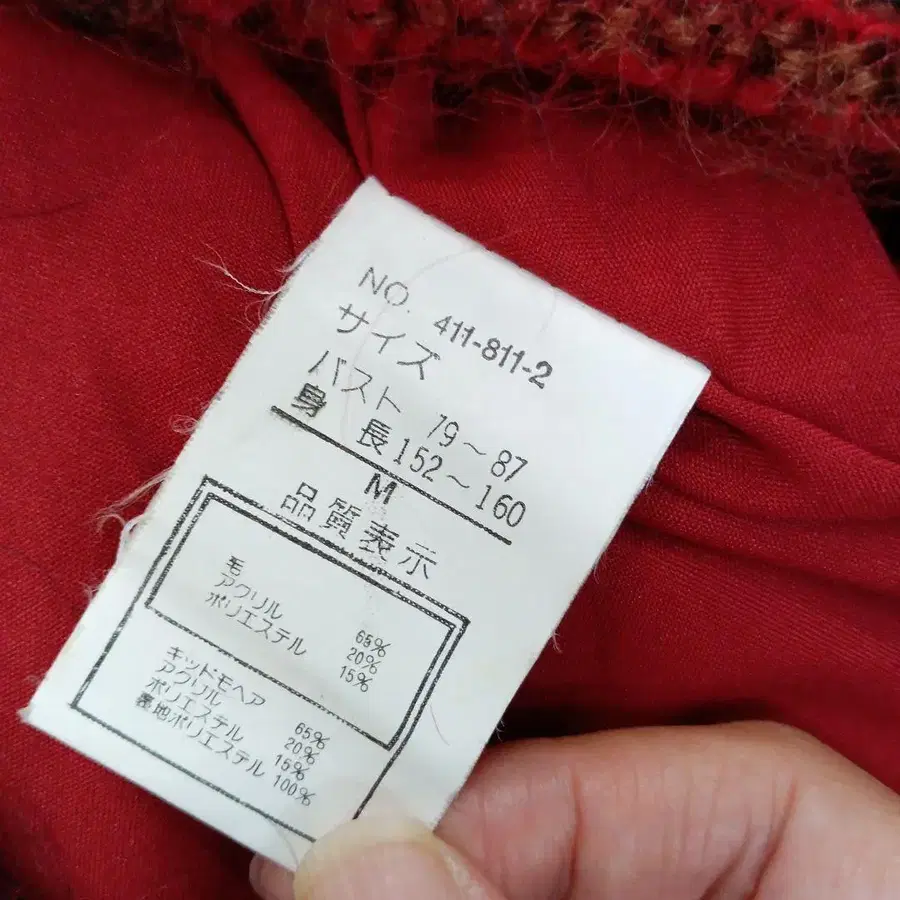 NO. 411-811-2
サイズ
バスト 79~87
身長 152~160
M
品質表示
毛 65%
アクリル 20%
ポリエステル 15%
キッドモヘア 65%
アクリル 20%
ポリエステル 15%
裏地ポリエステル 100%